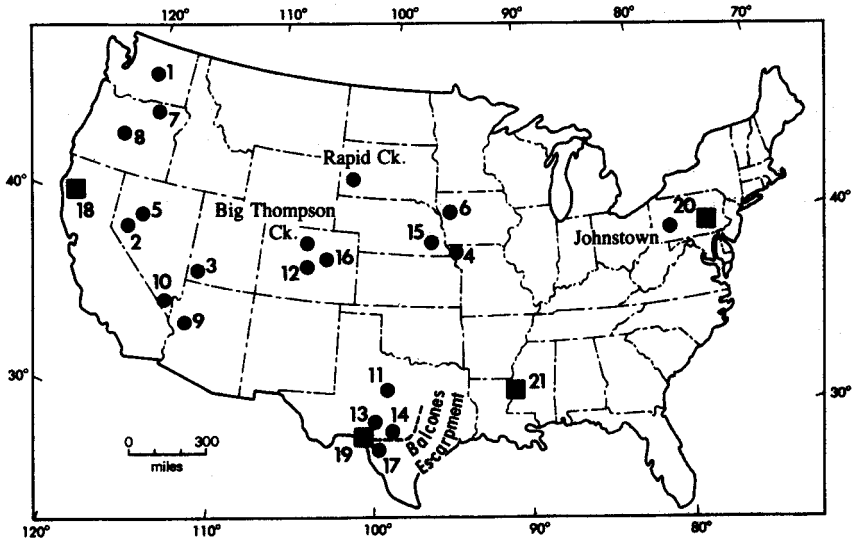 120° 110° 100° 90° 80° 70°
1
7
8
Rapid Ck.
40° 40°
18
5
2
Big Thompson
Ck.
6
15
4
20
Johnstown
16
12
3
10
9
30° 30°
11
21
13 14
19
17
Balcones
Escarpment
0 300
miles
120° 110° 100° 90° 80°